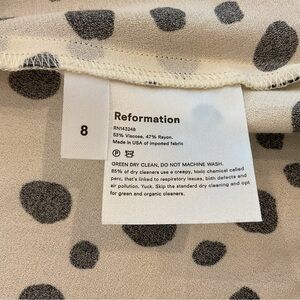 8
Reformation
RN143248
53% Viscose, 47% Rayon.
Made in USA of imported fabric
GREEN DRY CLEAN, DO NOT MACHINE WASH.
85% of dry cleaners use a creepy, toxic chemical called
perc, that's linked to respiratory issues, birth defects and
air pollution. Yuck. Skip the standard dry cleaning and opt
for green and organic cleaners.